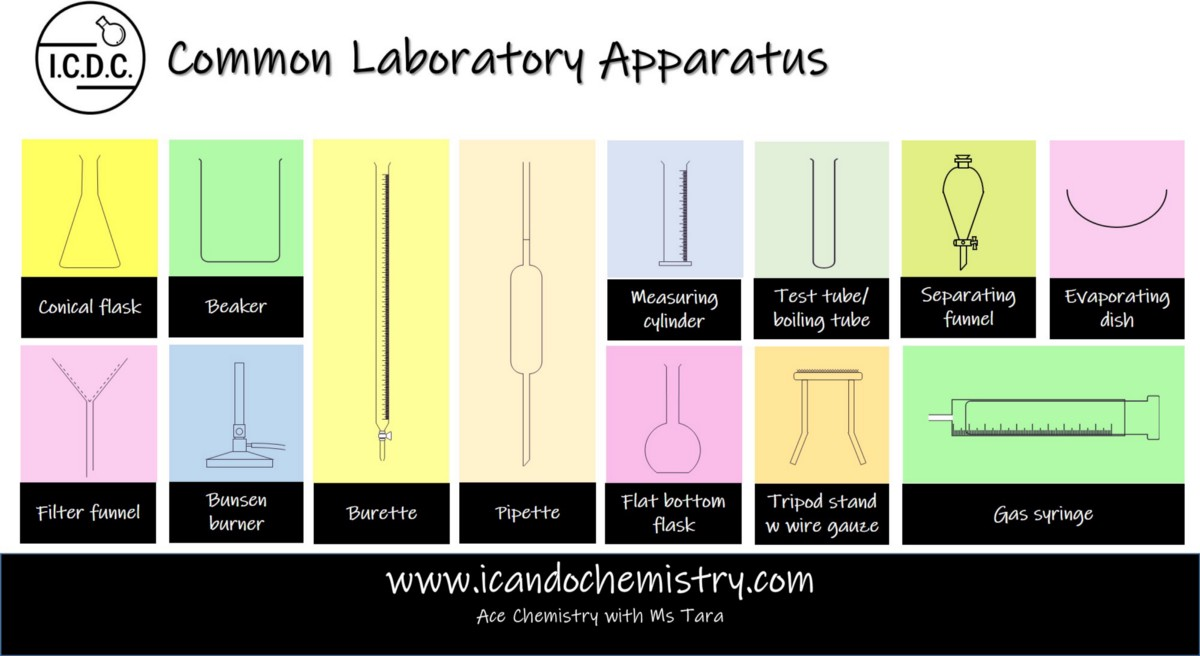 I.C.D.C.
Common Laboratory Apparatus
Conical flask
Beaker
Burette
Pipette
Measuring
cylinder
Test tube/
boiling tube
Separating
funnel
Evaporating
dish
Filter funnel
Bunsen
burner
Flat bottom
flask
Tripod stand
w wire gauze
Gas syringe
www.icandochemistry.com
Ace Chemistry with Ms Tara